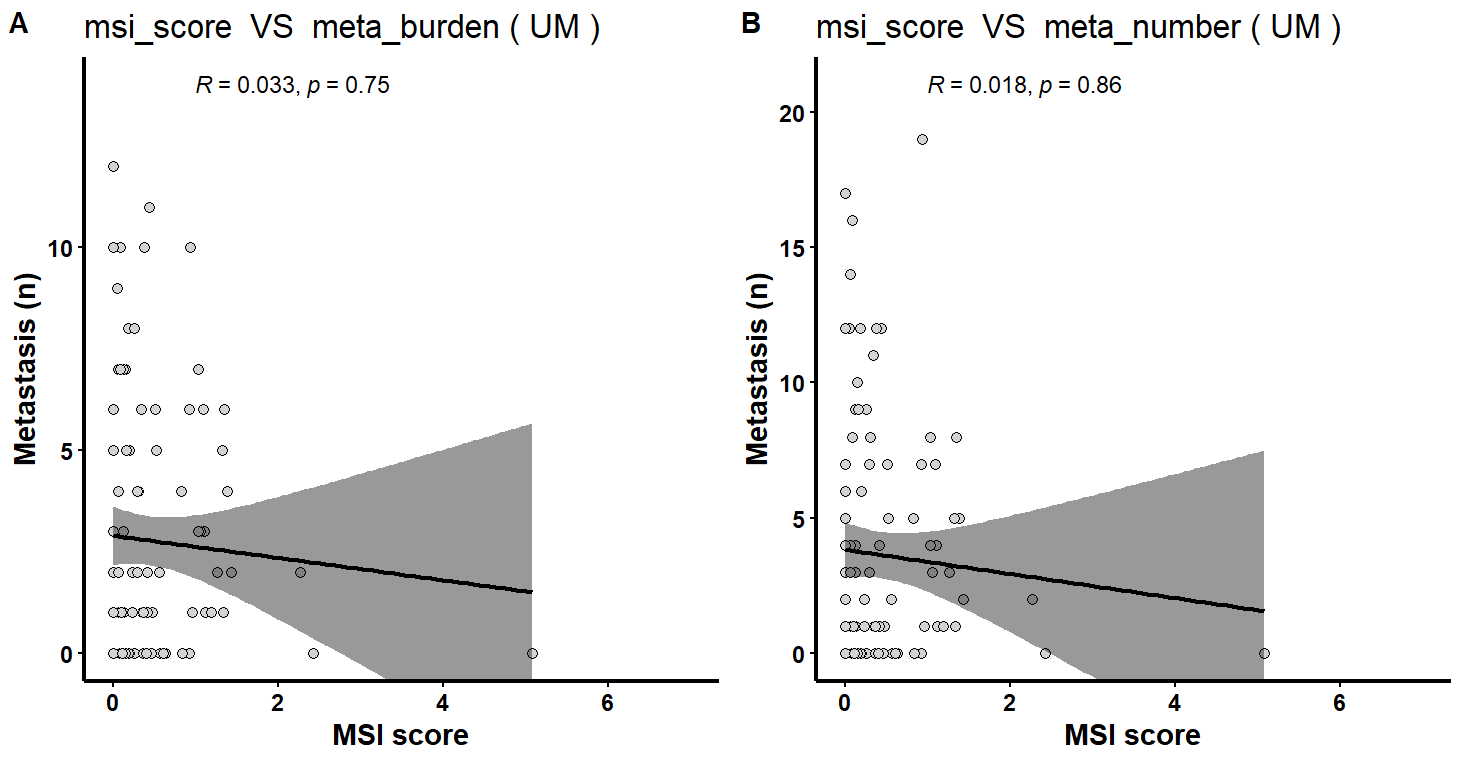 A
msi_score VS meta_burden ( UM )
R = 0.033, p = 0.75
Metastasis (n)
10
5
0
0 2 4 6
MSI score
B
msi_score VS meta_number ( UM )
R = 0.018, p = 0.86
Metastasis (n)
20
15
10
5
0
0 2 4 6
MSI score